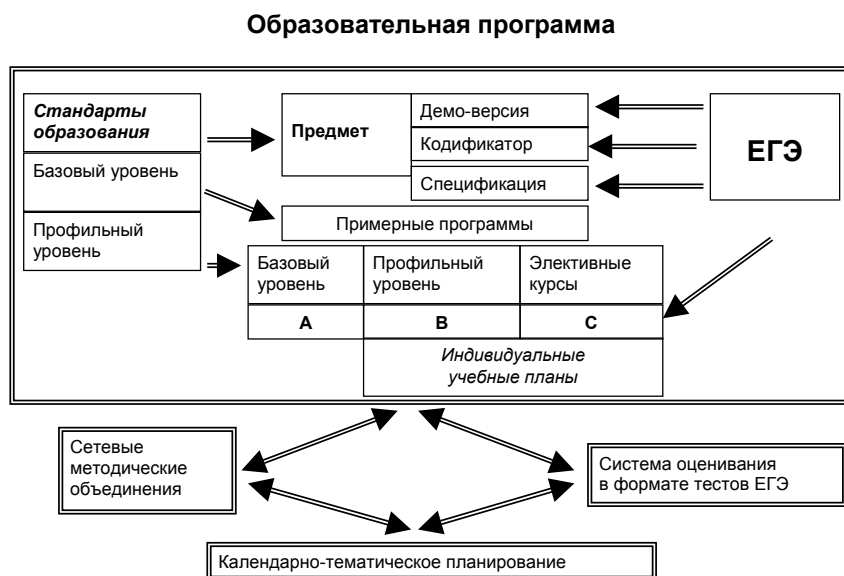 Образовательная программа
Стандарты
образования
Базовый уровень
Профильный
уровень
Предмет
Демо-версия
Кодификатор
Спецификация
ЕГЭ
Примерные программы
Базовый
уровень
Профильный
уровень
Элективные
курсы
A
B
C
Индивидуальные
учебные планы
Сетевые
методические
объединения
Система оценивания
в формате тестов ЕГЭ
Календарно-тематическое планирование